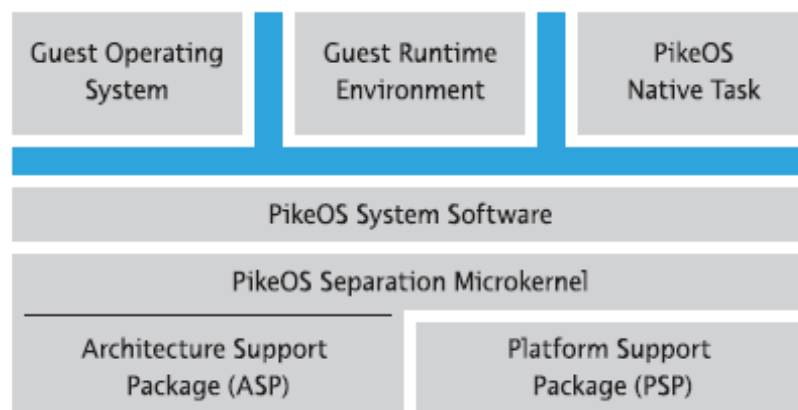 Guest Operating
System
Guest Runtime
Environment
PikeOS
Native Task
PikeOS System Software
PikeOS Separation Microkernel
Architecture Support
Package (ASP)
Platform Support
Package (PSP)